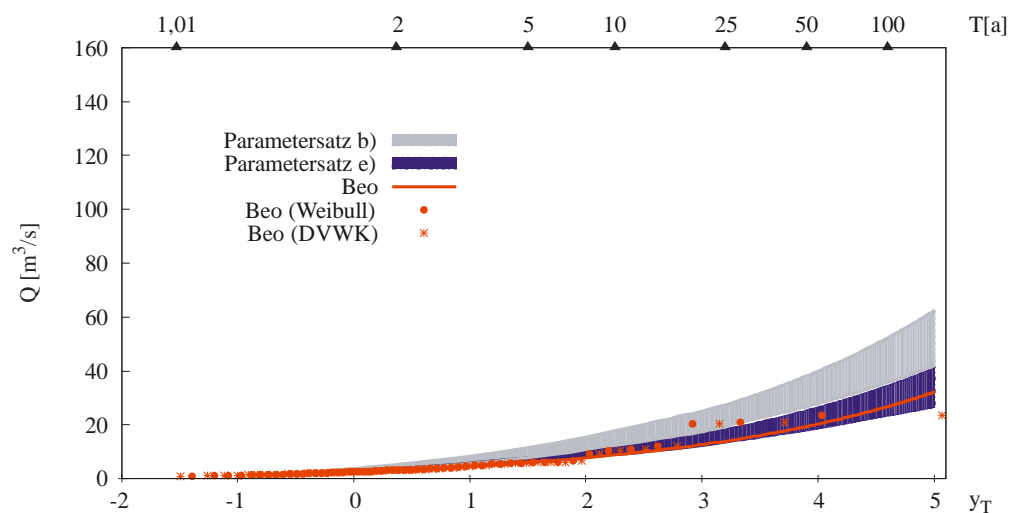 1,01 2 5 10 25 50 100 T[a]
160
140
120
100
80
60
40
20
0
Q [m³/s]
Parametersatz b)
Parametersatz e)
Beo
Beo (Weibull)
Beo (DVWK)
-2 -1 0 1 2 3 4 5 y_T